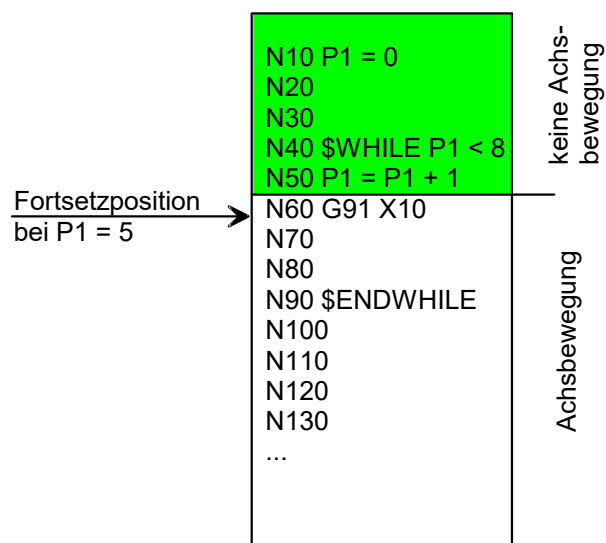 N10 P1 = 0
N20
N30
N40 $WHILE P1 < 8
N50 P1 = P1 + 1
keine Achs-
bewegung
Fortsetzposition
bei P1 = 5
N60 G91 X10
N70
N80
N90 $ENDWHILE
N100
N110
N120
N130
...
Achsbewegung